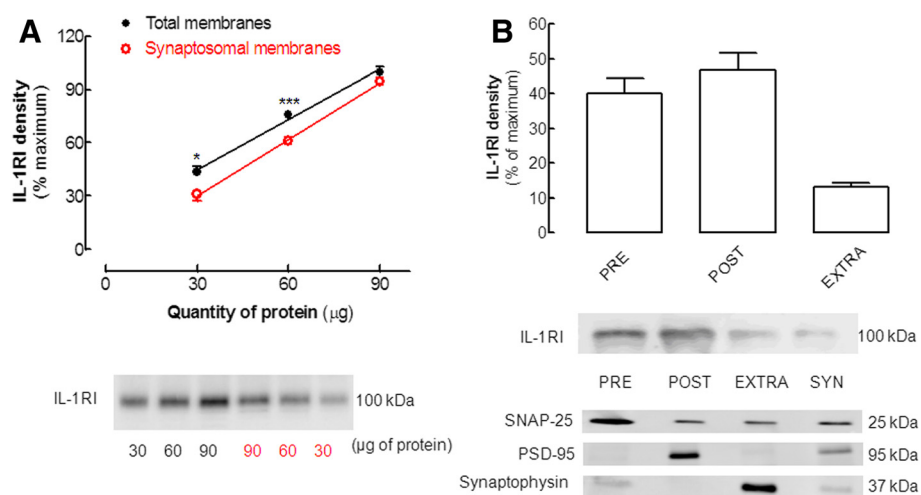 A
Total membranes
Synaptosomal membranes
IL-1RI density
(% maximum)
120
90
60
30
0
*
***
0 30 60 90
Quantity of protein (µg)
IL-1RI
100 kDa
30 60 90 90 60 30 (µg of protein)
B
IL-1RI density
(% of maximum)
60
50
40
30
20
10
0
PRE POST EXTRA
IL-1RI 100 kDa
PRE POST EXTRA SYN
SNAP-25 25 kDa
PSD-95 95 kDa
Synaptophysin 37 kDa